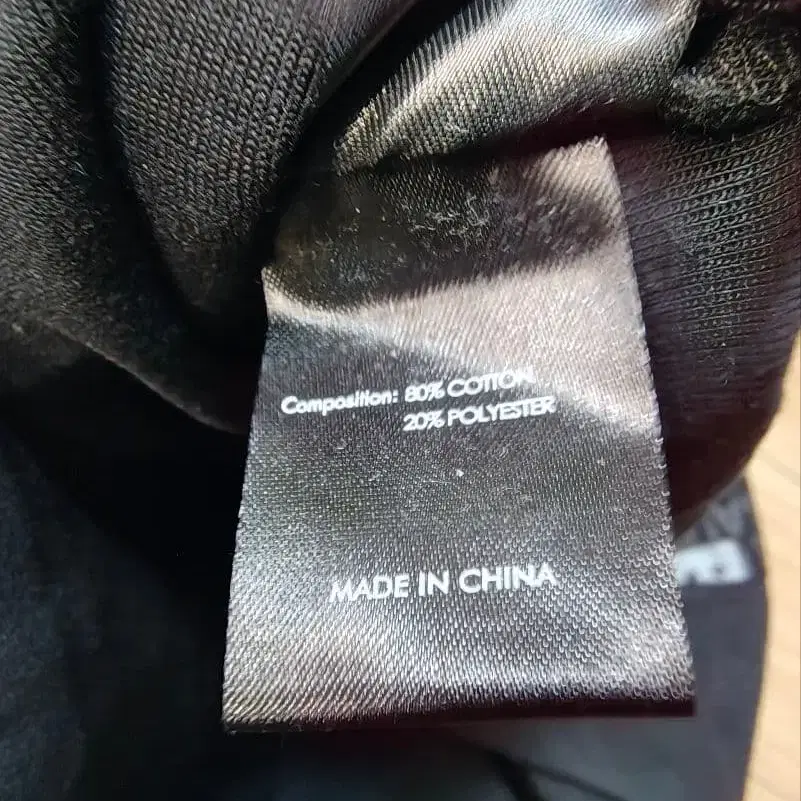 Composition: 80% COTTON
20% POLYESTER
MADE IN CHINA